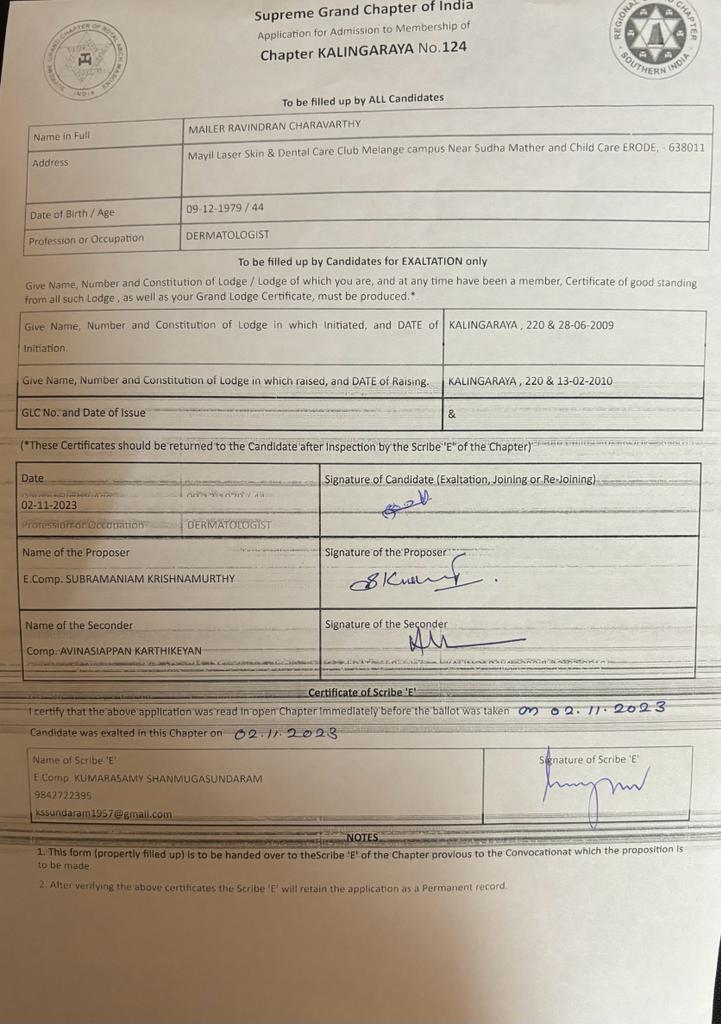 Supreme Grand Chapter of India
Application for Admission to Membership of
Chapter KALINGARAYA No.124
SUPREME GRAND CHAPTER OF ROYAL ARCH MASONS
INDIA
REGIONAL CHAPTER
SOUTHERN INDIA
To be filled up by ALL Candidates
Name in Full
MAILER RAVINDRAN CHARAVARTHY
Address
Mayil Laser Skin & Dental Care Club Melange campus Near Sudha Mather and Child Care ERODE, - 638011
Date of Birth / Age
09-12-1979 / 44
Profession or Occupation
DERMATOLOGIST
To be filled up by Candidates for EXALTATION only
Give Name, Number and Constitution of Lodge / Lodge of which you are, and at any time have been a member, Certificate of good standing
from all such Lodge , as well as your Grand Lodge Certificate, must be produced.*
Give Name, Number and Constitution of Lodge in which Initiated, and DATE of
Initiation.
KALINGARAYA , 220 & 28-06-2009
Give Name, Number and Constitution of Lodge in which raised, and DATE of Raising.
KALINGARAYA , 220 & 13-02-2010
GLC No. and Date of Issue
&
(*These Certificates should be returned to the Candidate after Inspection by the Scribe 'E" of the Chapter)
Date
Signature of Candidate (Exaltation, Joining or Re-Joining)
02-11-2023
Profession or Occupation
DERMATOLOGIST
Name of the Proposer
Signature of the Proposer
E.Comp. SUBRAMANIAM KRISHNAMURTHY
Name of the Seconder
Signature of the Seconder
Comp. AVINASIAPPAN KARTHIKEYAN
Certificate of Scribe 'E'
I certify that the above application was read in open Chapter Immediately before the ballot was taken on 02.11.2023
Candidate was exalted in this Chapter on 02.11.2023
Name of Scribe 'E'
Signature of Scribe 'E'
E.Comp. KUMARASAMY SHANMUGASUNDARAM
9842722395
kssundaram1957@gmail.com
NOTES
1. This form (propertly filled up) is to be handed over to theScribe 'E' of the Chapter provious to the Convocationat which the proposition is
to be made.
2. After verifying the above certificates the Scribe 'E' will retain the application as a Permanent record.